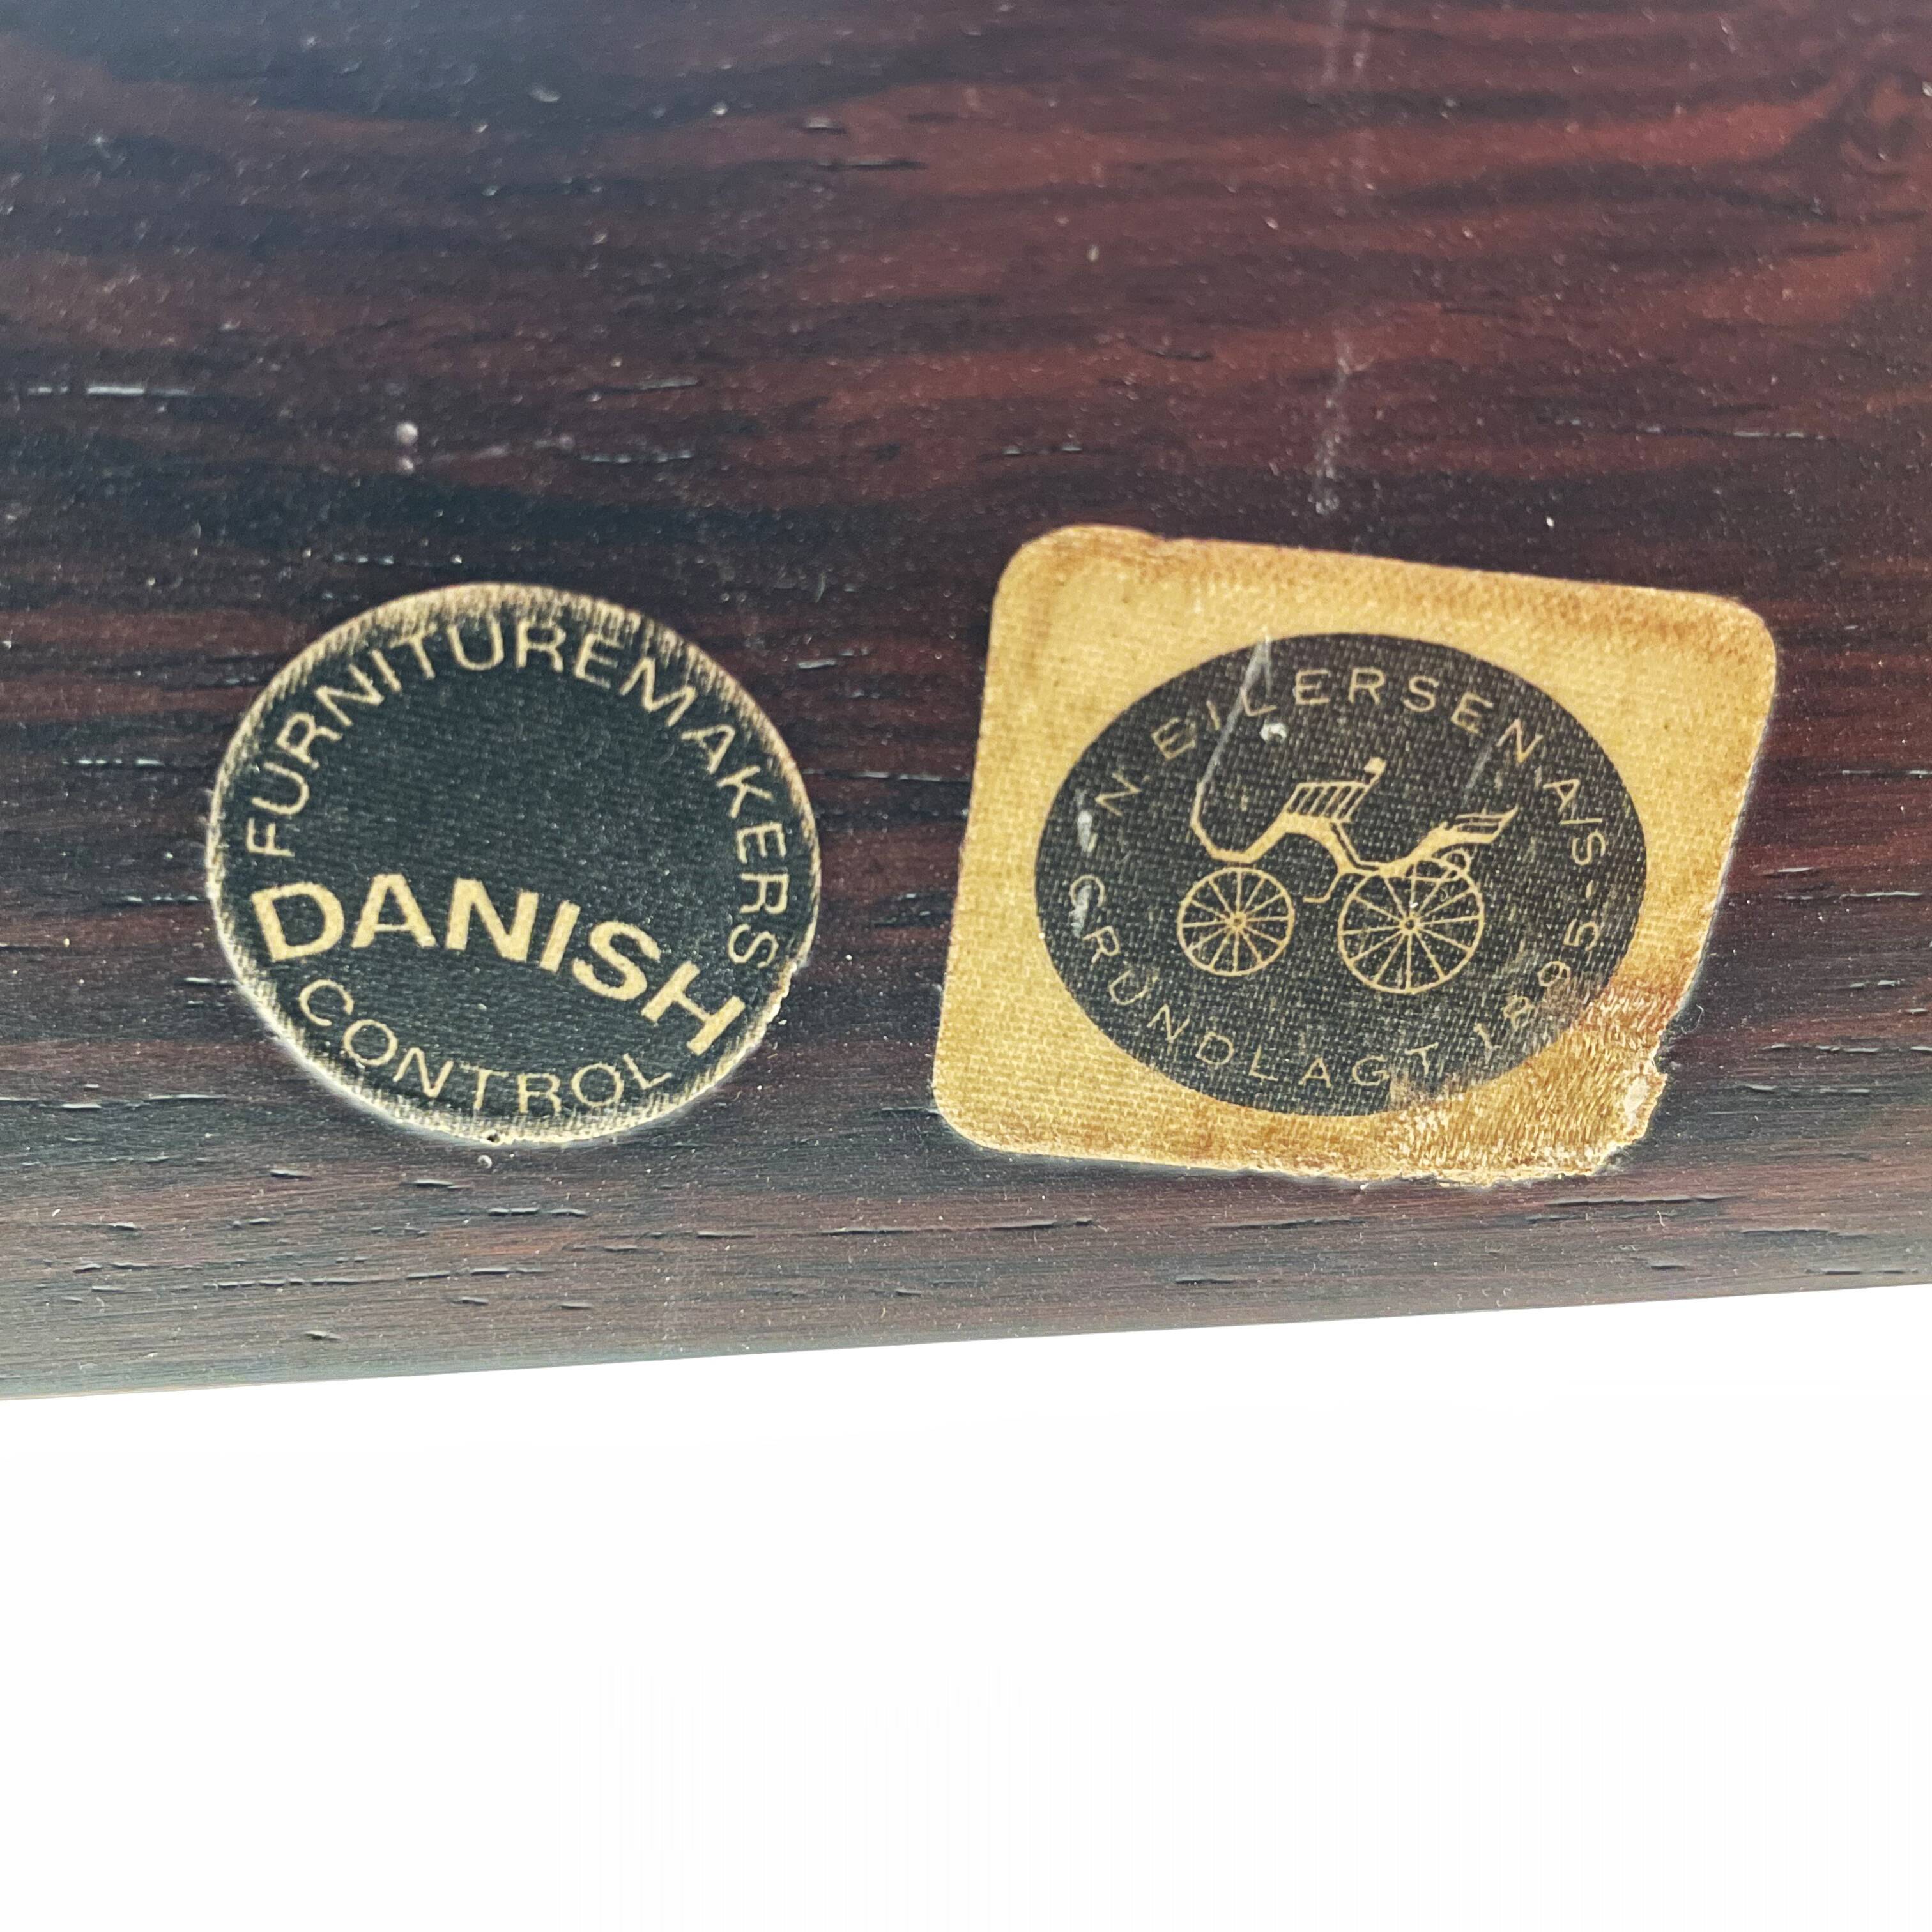 FURNITUREMAKERS
DANISH
CONTROL
N. EILERSEN A/S -
GRUNDLAGT 1895 -